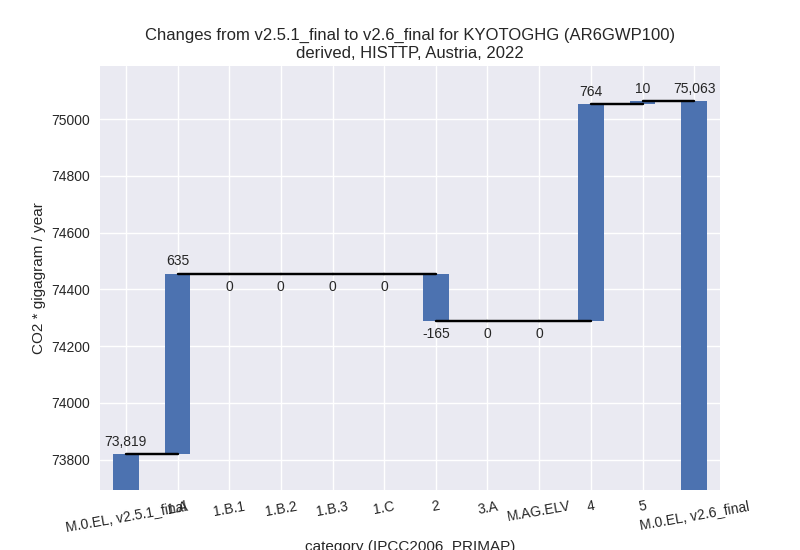 Changes from v2.5.1_final to v2.6_final for KYOTOGHG (AR6GWP100)
derived, HISTTP, Austria, 2022
CO2 * gigagram / year
75000
74800
74600
74400
74200
74000
73800
73,819
635
0
0
0
0
-165
0
0
764
10
75,063
M.0.EL, v2.5.1_final
1.A
1.B.1
1.B.2
1.B.3
1.C
2
3.A
M.AG.ELV
4
5
M.0.EL, v2.6_final
category (IPCC2006_PRIMAP)